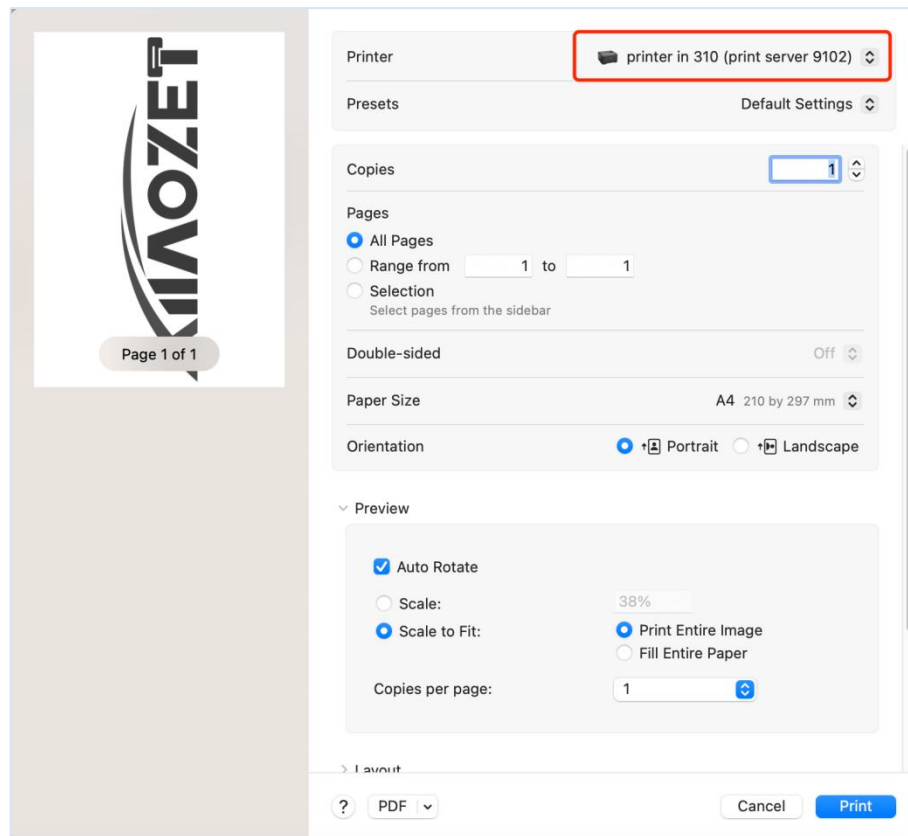 Printer
printer in 310 (print server 9102)
Presets
Default Settings
Copies
1
Pages
All Pages
Range from 1 to 1
Selection
Select pages from the sidebar
Page 1 of 1
Double-sided
Off
Paper Size
A4 210 by 297 mm
Orientation
Portrait Landscape
Preview
Auto Rotate
Scale: 38%
Scale to Fit: Print Entire Image
Fill Entire Paper
Copies per page: 1
Layout
? PDF
Cancel Print